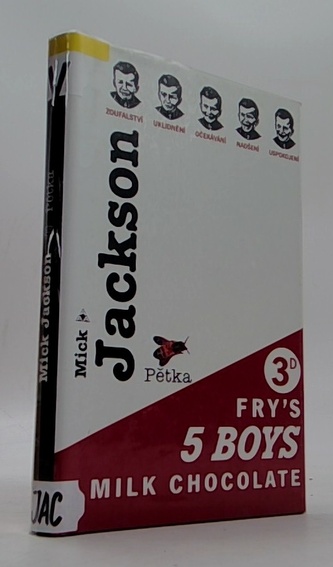 ZOUFALSTVÍ
UKLIDNĚNÍ
OČEKÁVÁNÍ
NADŠENÍ
USPOKOJENÍ
Mick
Jackson
Pětka
3D
FRY'S
5 BOYS
MILK CHOCOLATE
Mick Jackson Pětka
JAC